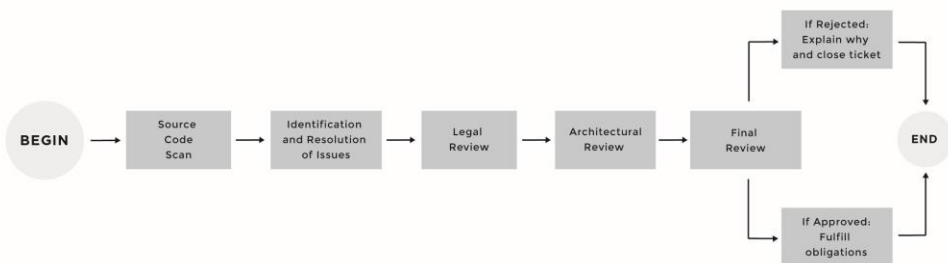 BEGIN
Source
Code
Scan
Identification
and Resolution
of Issues
Legal
Review
Architectural
Review
Final
Review
If Rejected:
Explain why
and close ticket
If Approved:
Fulfill
obligations
END